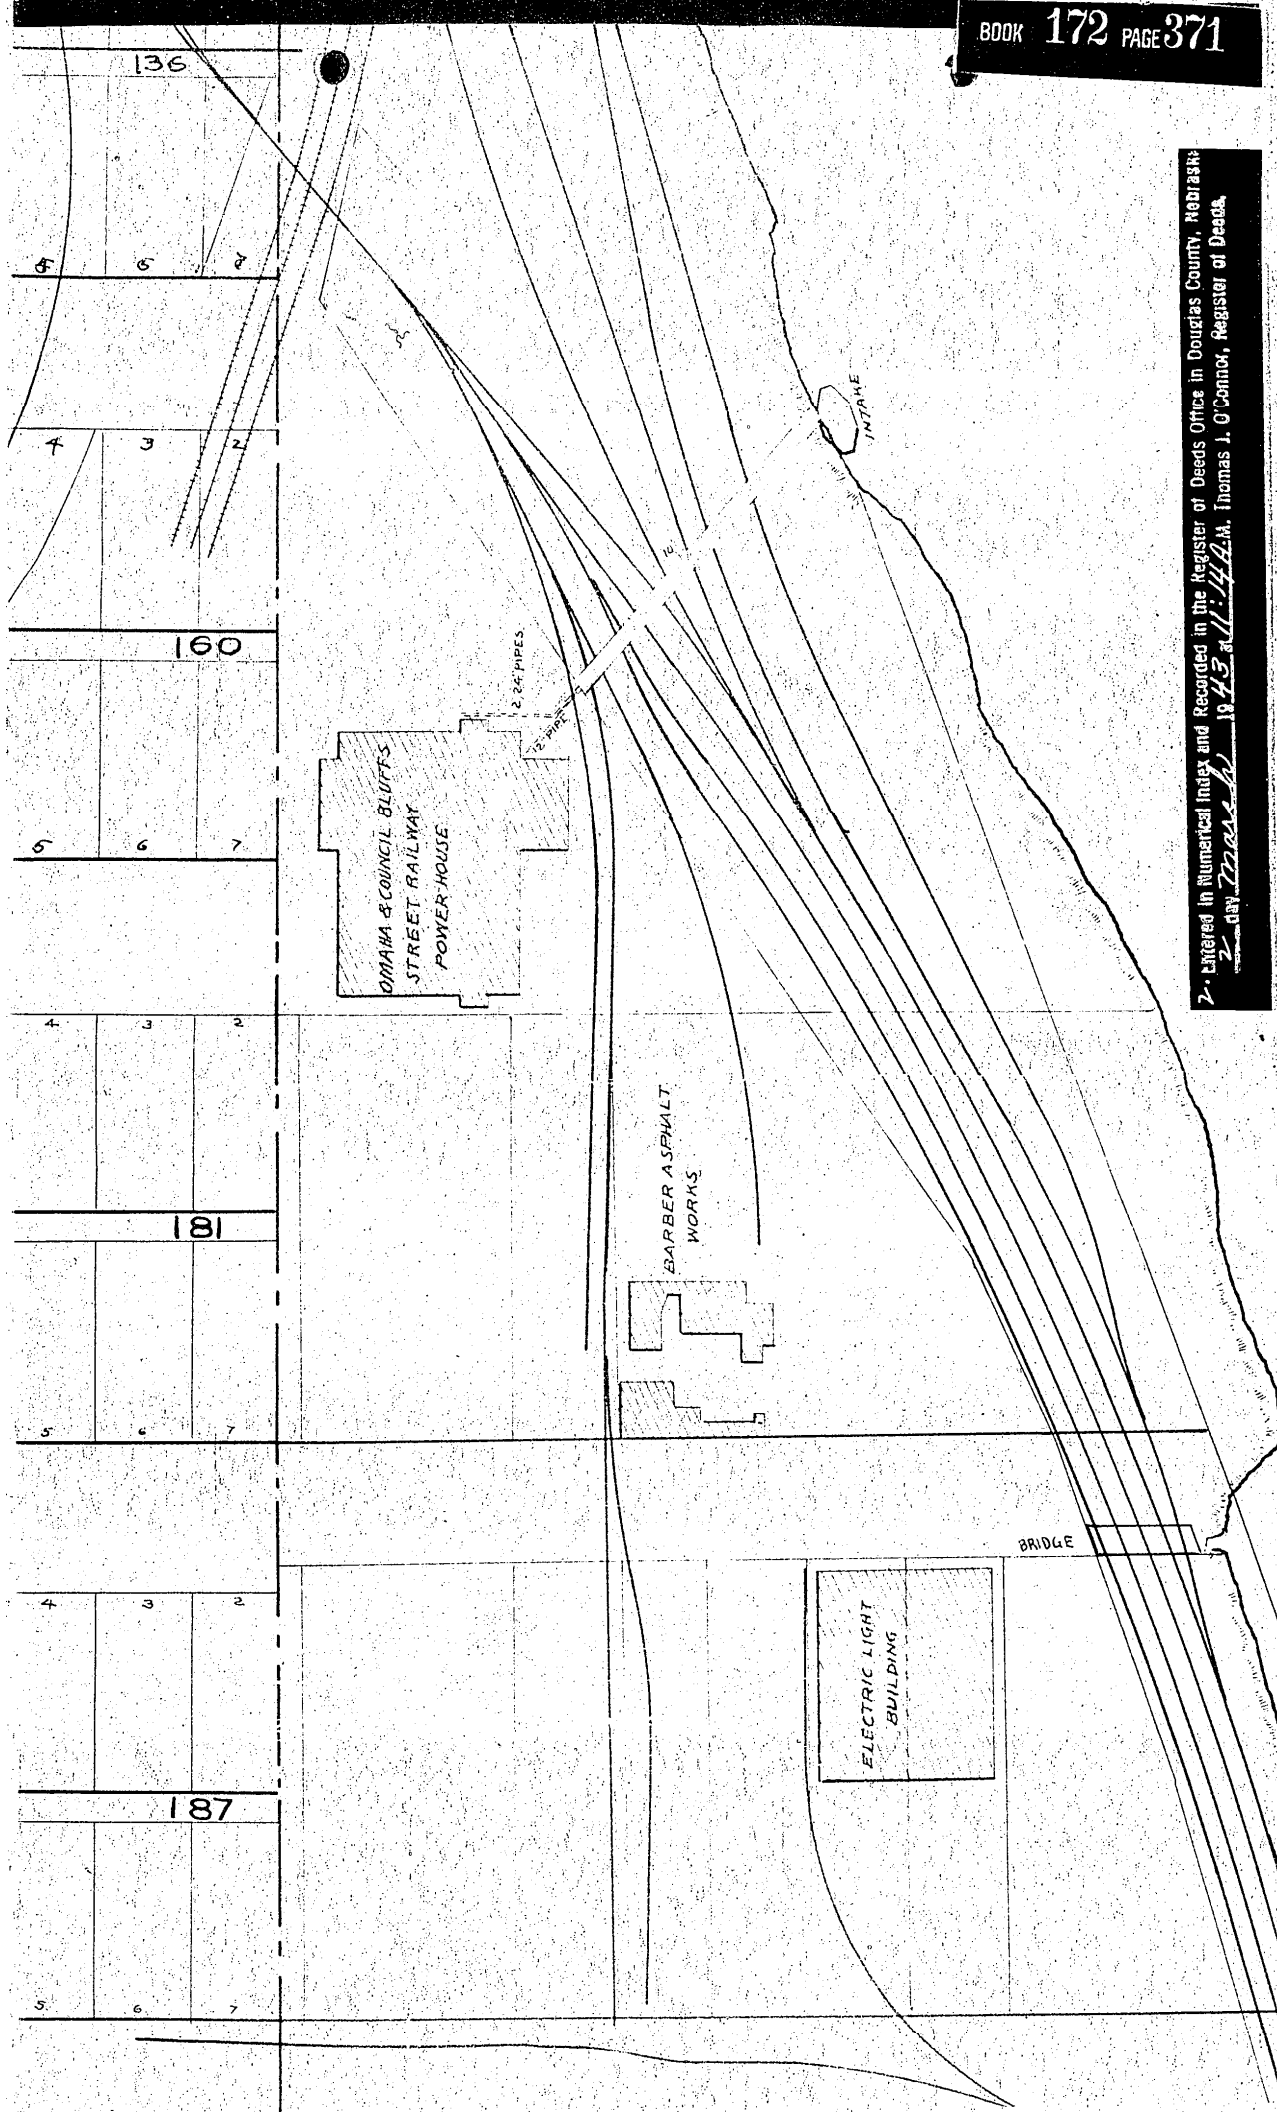 BOOK 172 PAGE 371
136
6
4
3
2
INTAKE
10
160
2 24 PIPES
12 PIPE
OMAHA & COUNCIL BLUFFS
STREET RAILWAY
POWER HOUSE
5 6 7
4 3 2
BARBER ASPHALT
WORKS
181
5 6 7
BRIDGE
4 3 2
ELECTRIC LIGHT
BUILDING
187
5 6 7
2. Entered in Numerical Index and Recorded in the Register of Deeds Office in Douglas County, Nebraska
2 day March 1943 at 11:14 A.M. Thomas J. O'Connor, Register of Deeds.